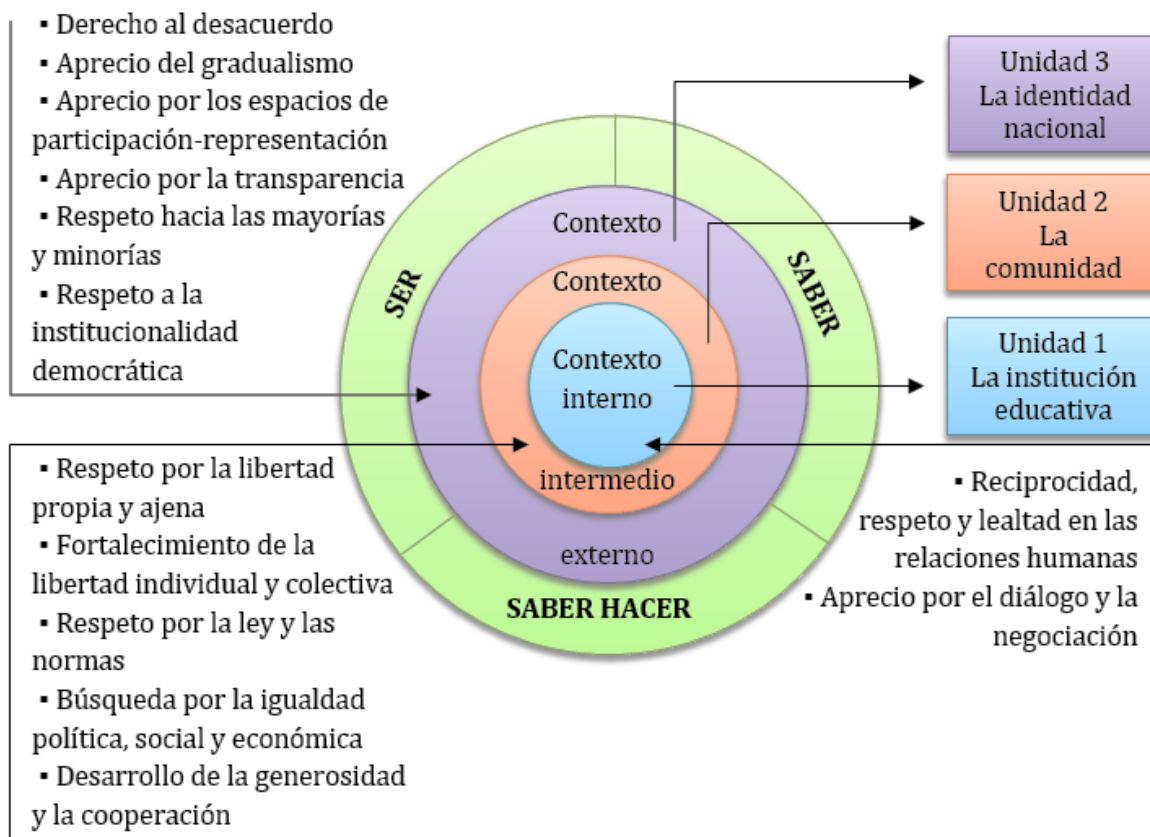 ▪ Derecho al desacuerdo
▪ Aprecio del gradualismo
▪ Aprecio por los espacios de
participación-representación
▪ Aprecio por la transparencia
▪ Respeto hacia las mayorías
y minorías
▪ Respeto a la
institucionalidad
democrática
Unidad 3
La identidad
nacional
Unidad 2
La
comunidad
Unidad 1
La institución
educativa
SER
SABER
SABER HACER
Contexto
Contexto
Contexto
interno
intermedio
externo
▪ Respeto por la libertad
propia y ajena
▪ Fortalecimiento de la
libertad individual y colectiva
▪ Respeto por la ley y las
normas
▪ Búsqueda por la igualdad
política, social y económica
▪ Desarrollo de la generosidad
y la cooperación
▪ Reciprocidad,
respeto y lealtad en las
relaciones humanas
▪ Aprecio por el diálogo y la
negociación